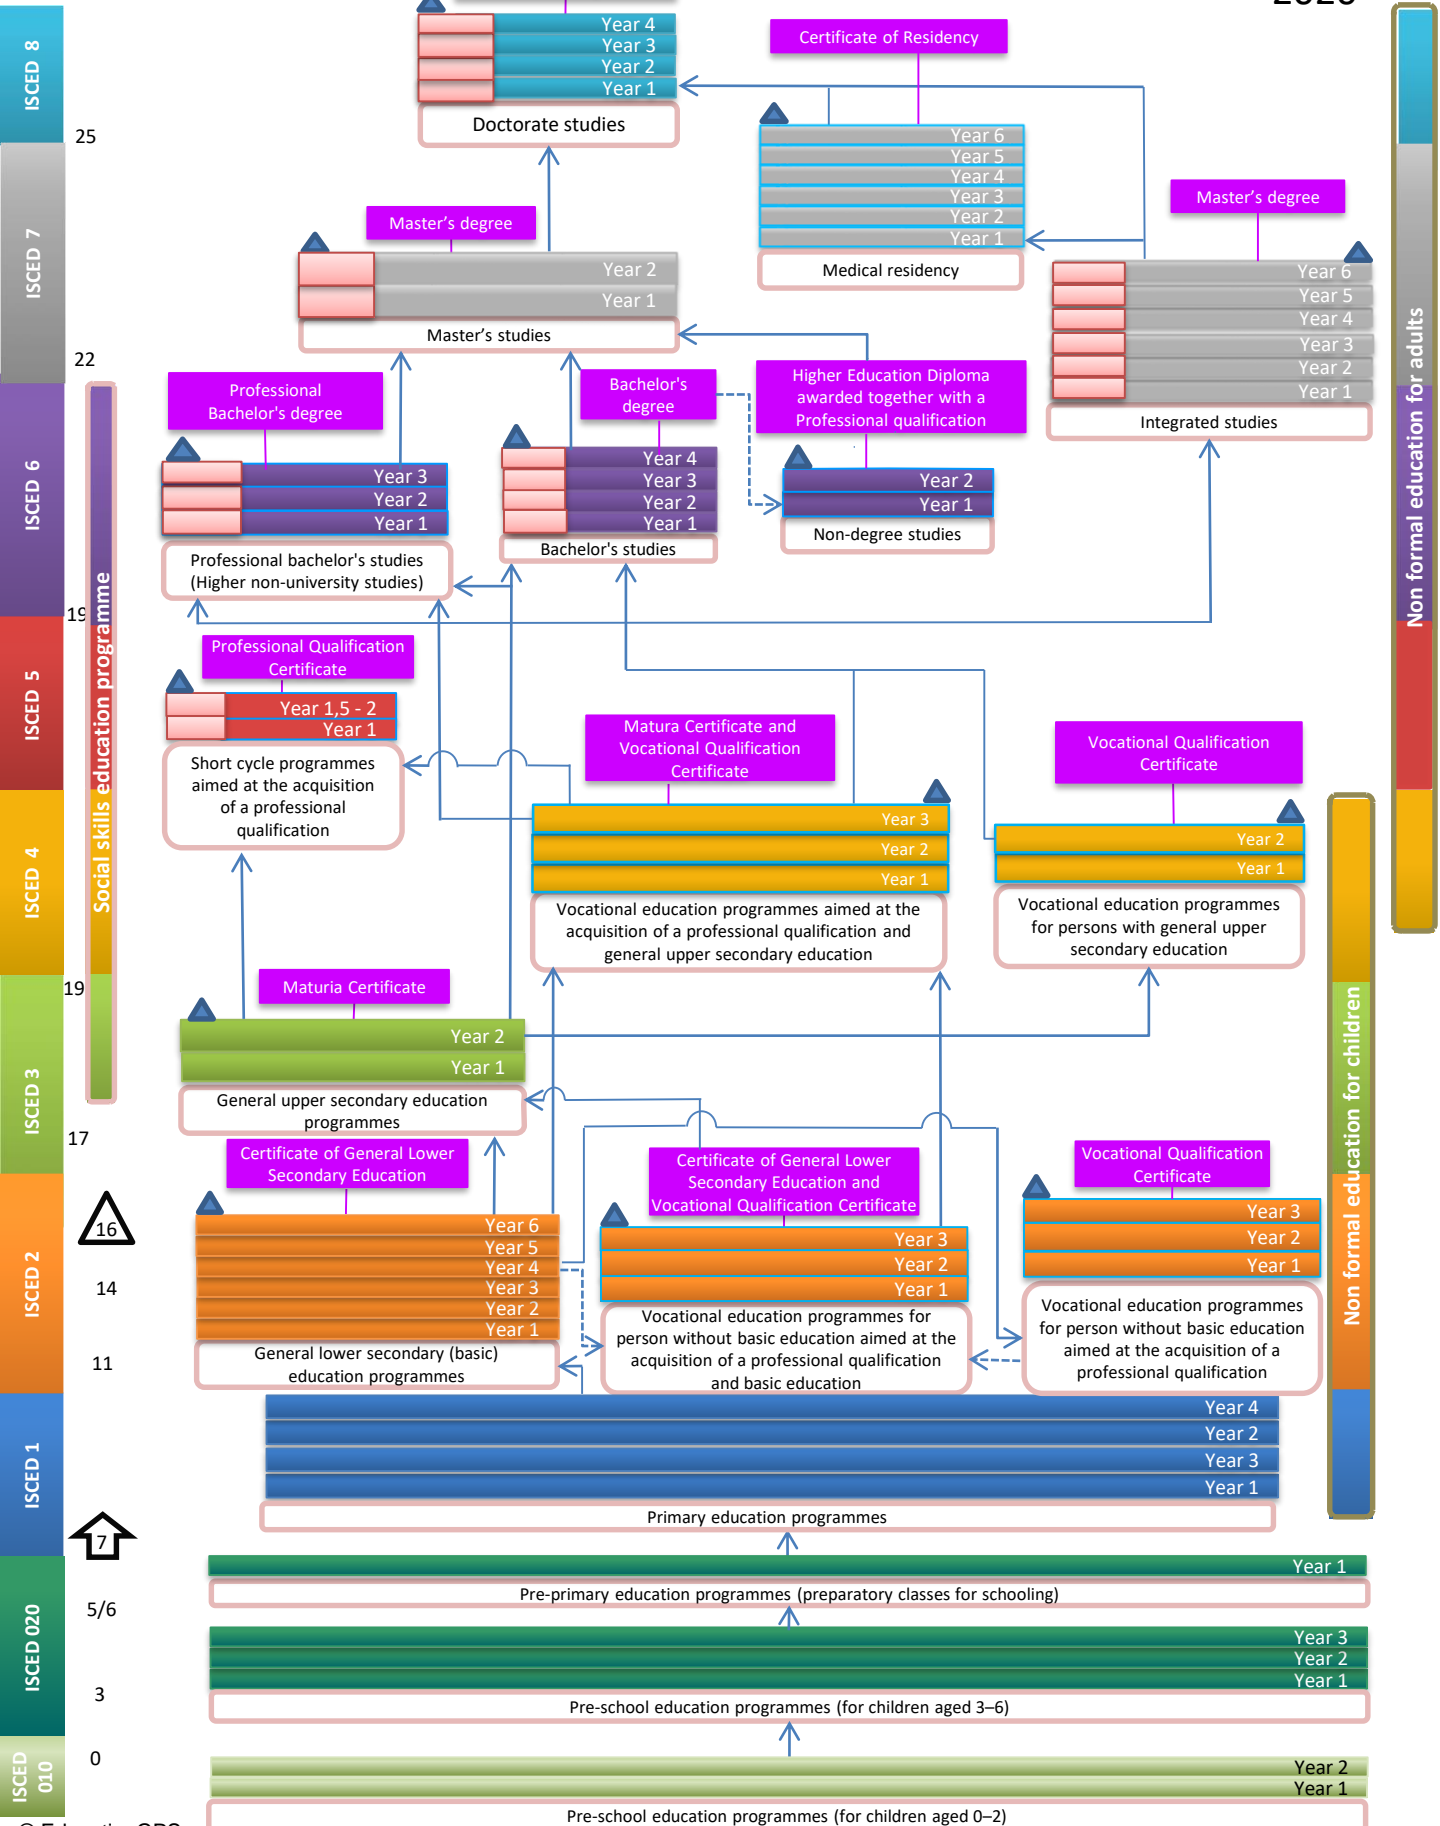 Year 4
Year 3
Year 2
Year 1
Doctorate studies
Certificate of Residency
Year 6
Year 5
Year 4
Year 3
Year 2
Year 1
Medical residency
Master's degree
Year 2
Year 1
Master's studies
Master's degree
Year 6
Year 5
Year 4
Year 3
Year 2
Year 1
Integrated studies
Professional
Bachelor's degree
Year 3
Year 2
Year 1
Professional bachelor's studies
(Higher non-university studies)
Bachelor's
degree
Year 4
Year 3
Year 2
Year 1
Bachelor's studies
Higher Education Diploma
awarded together with a
Professional qualification
Year 2
Year 1
Non-degree studies
Professional Qualification
Certificate
Year 1,5 - 2
Year 1
Short cycle programmes
aimed at the acquisition
of a professional
qualification
Matura Certificate and
Vocational Qualification
Certificate
Year 3
Year 2
Year 1
Vocational education programmes aimed at the
acquisition of a professional qualification and
general upper secondary education
Vocational Qualification
Certificate
Year 2
Year 1
Vocational education programmes
for persons with general upper
secondary education
Maturia Certificate
Year 2
Year 1
General upper secondary education
programmes
Certificate of General Lower
Secondary Education
Year 6
Year 5
Year 4
Year 3
Year 2
Year 1
General lower secondary (basic)
education programmes
Certificate of General Lower
Secondary Education and
Vocational Qualification Certificate
Year 3
Year 2
Year 1
Vocational education programmes for
person without basic education aimed at the
acquisition of a professional qualification
and basic education
Vocational Qualification
Certificate
Year 3
Year 2
Year 1
Vocational education programmes
for person without basic education
aimed at the acquisition of a
professional qualification
Year 4
Year 2
Year 3
Year 1
Primary education programmes
Year 1
Pre-primary education programmes (preparatory classes for schooling)
Year 3
Year 2
Year 1
Pre-school education programmes (for children aged 3–6)
Year 2
Year 1
Pre-school education programmes (for children aged 0–2)
ISCED 8
ISCED 7
ISCED 6
ISCED 5
ISCED 4
ISCED 3
ISCED 2
ISCED 1
ISCED 020
ISCED
010
25
22
19
19
17
16
14
11
7
5/6
3
0
Social skills education programme
Non formal education for adults
Non formal education for children